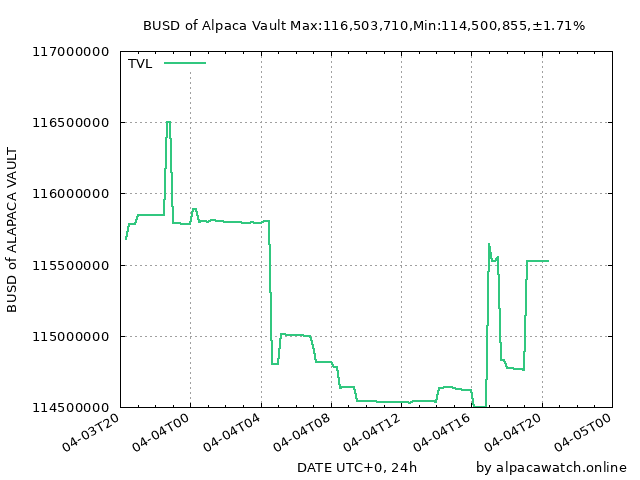 BUSD of Alpaca Vault Max:116,503,710,Min:114,500,855,±1.71%
117000000
TVL
116500000
116000000
115500000
115000000
114500000
BUSD of ALAPACA VAULT
04-03T20
04-04T00
04-04T04
04-04T08
04-04T12
04-04T16
04-04T20
04-05T00
DATE UTC+0, 24h
by alpacawatch.online